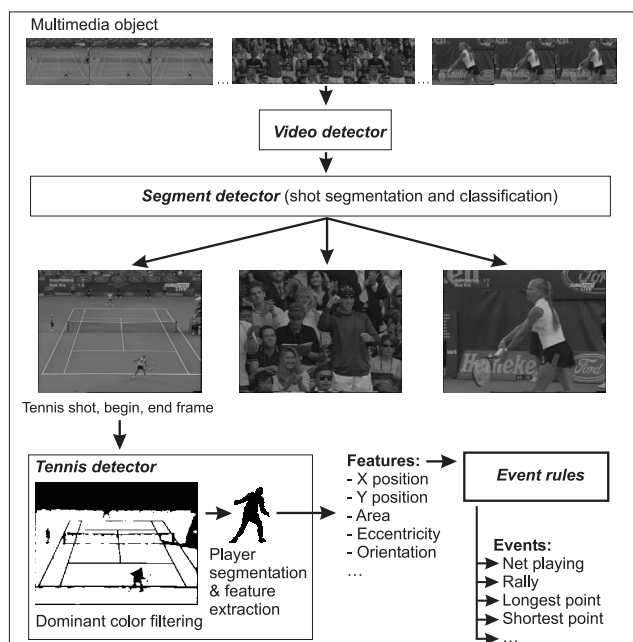 Multimedia object
... ...
Video detector
Segment detector (shot segmentation and classification)
Heineken
Ford
Tennis shot, begin, end frame
Tennis detector
Dominant color filtering
Player
segmentation
& feature
extraction
Features:
- X position
- Y position
- Area
- Eccentricity
- Orientation
...
Event rules
Events:
Net playing
Rally
Longest point
Shortest point
...